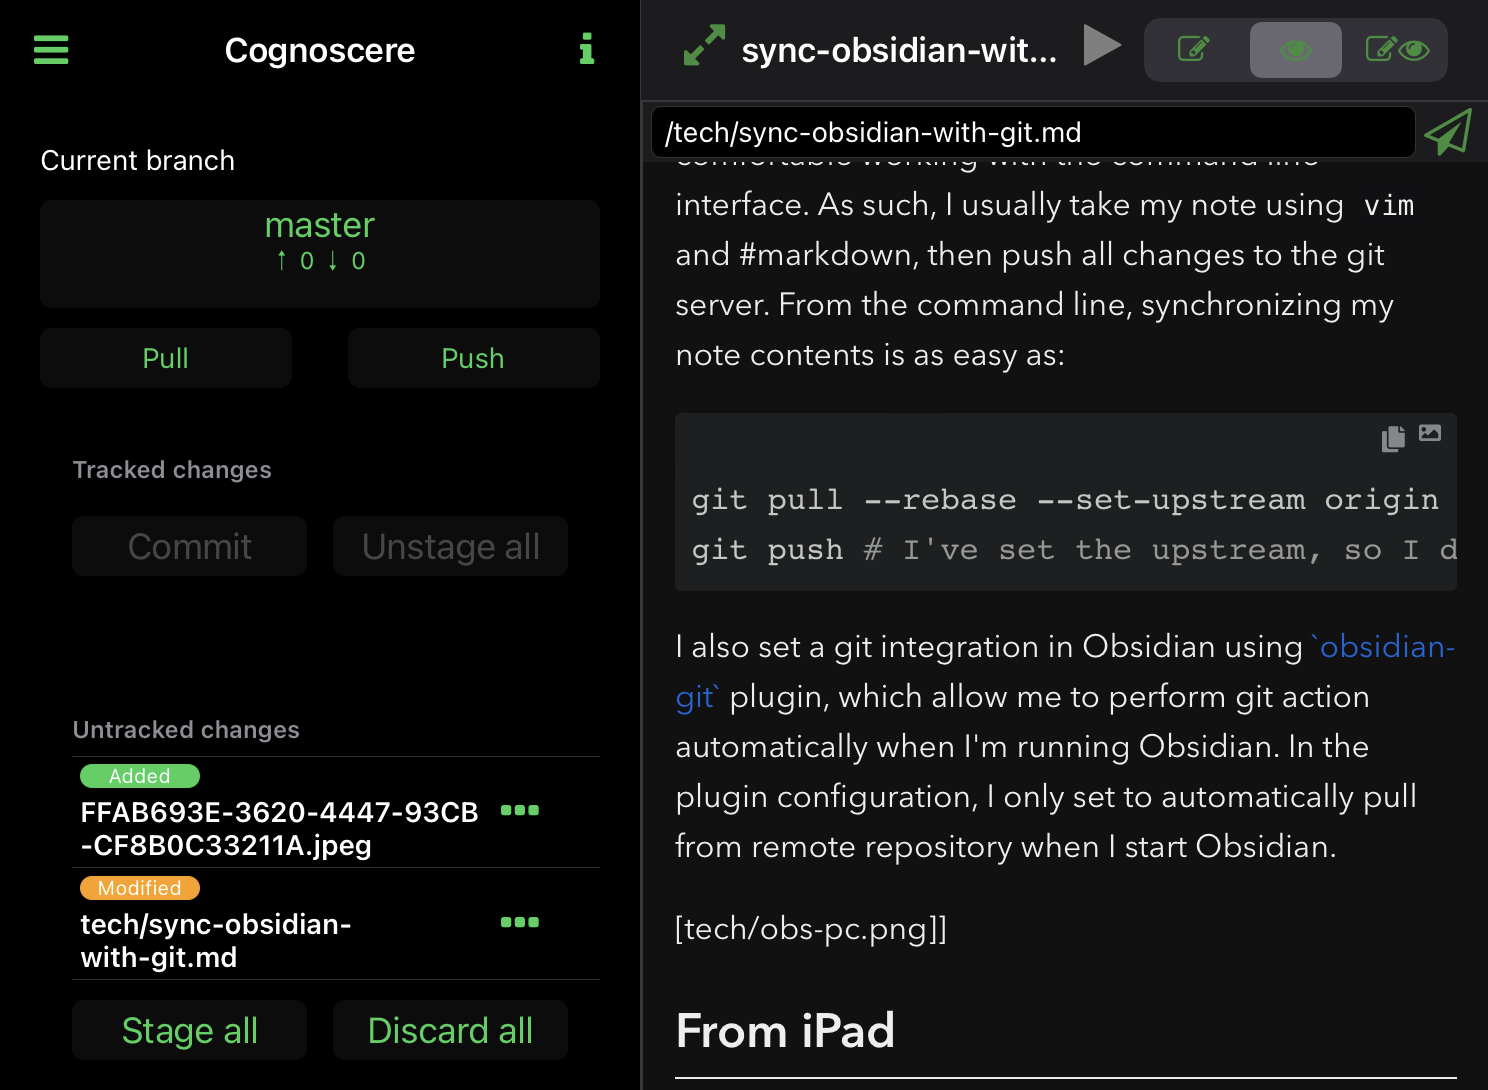 Cognoscere
Current branch
master
↑ 0 ↓ 0
Pull
Push
Tracked changes
Commit
Unstage all
Untracked changes
Added
FFAB693E-3620-4447-93CB
-CF8B0C33211A.jpeg
Modified
tech/sync-obsidian-
with-git.md
Stage all
Discard all
sync-obsidian-wit...
/tech/sync-obsidian-with-git.md
comfortable working with the command line
interface. As such, I usually take my note using vim
and #markdown, then push all changes to the git
server. From the command line, synchronizing my
note contents is as easy as:
git pull --rebase --set-upstream origin
git push # I've set the upstream, so I d
I also set a git integration in Obsidian using `obsidian-
git` plugin, which allow me to perform git action
automatically when I'm running Obsidian. In the
plugin configuration, I only set to automatically pull
from remote repository when I start Obsidian.
[tech/obs-pc.png]]
From iPad